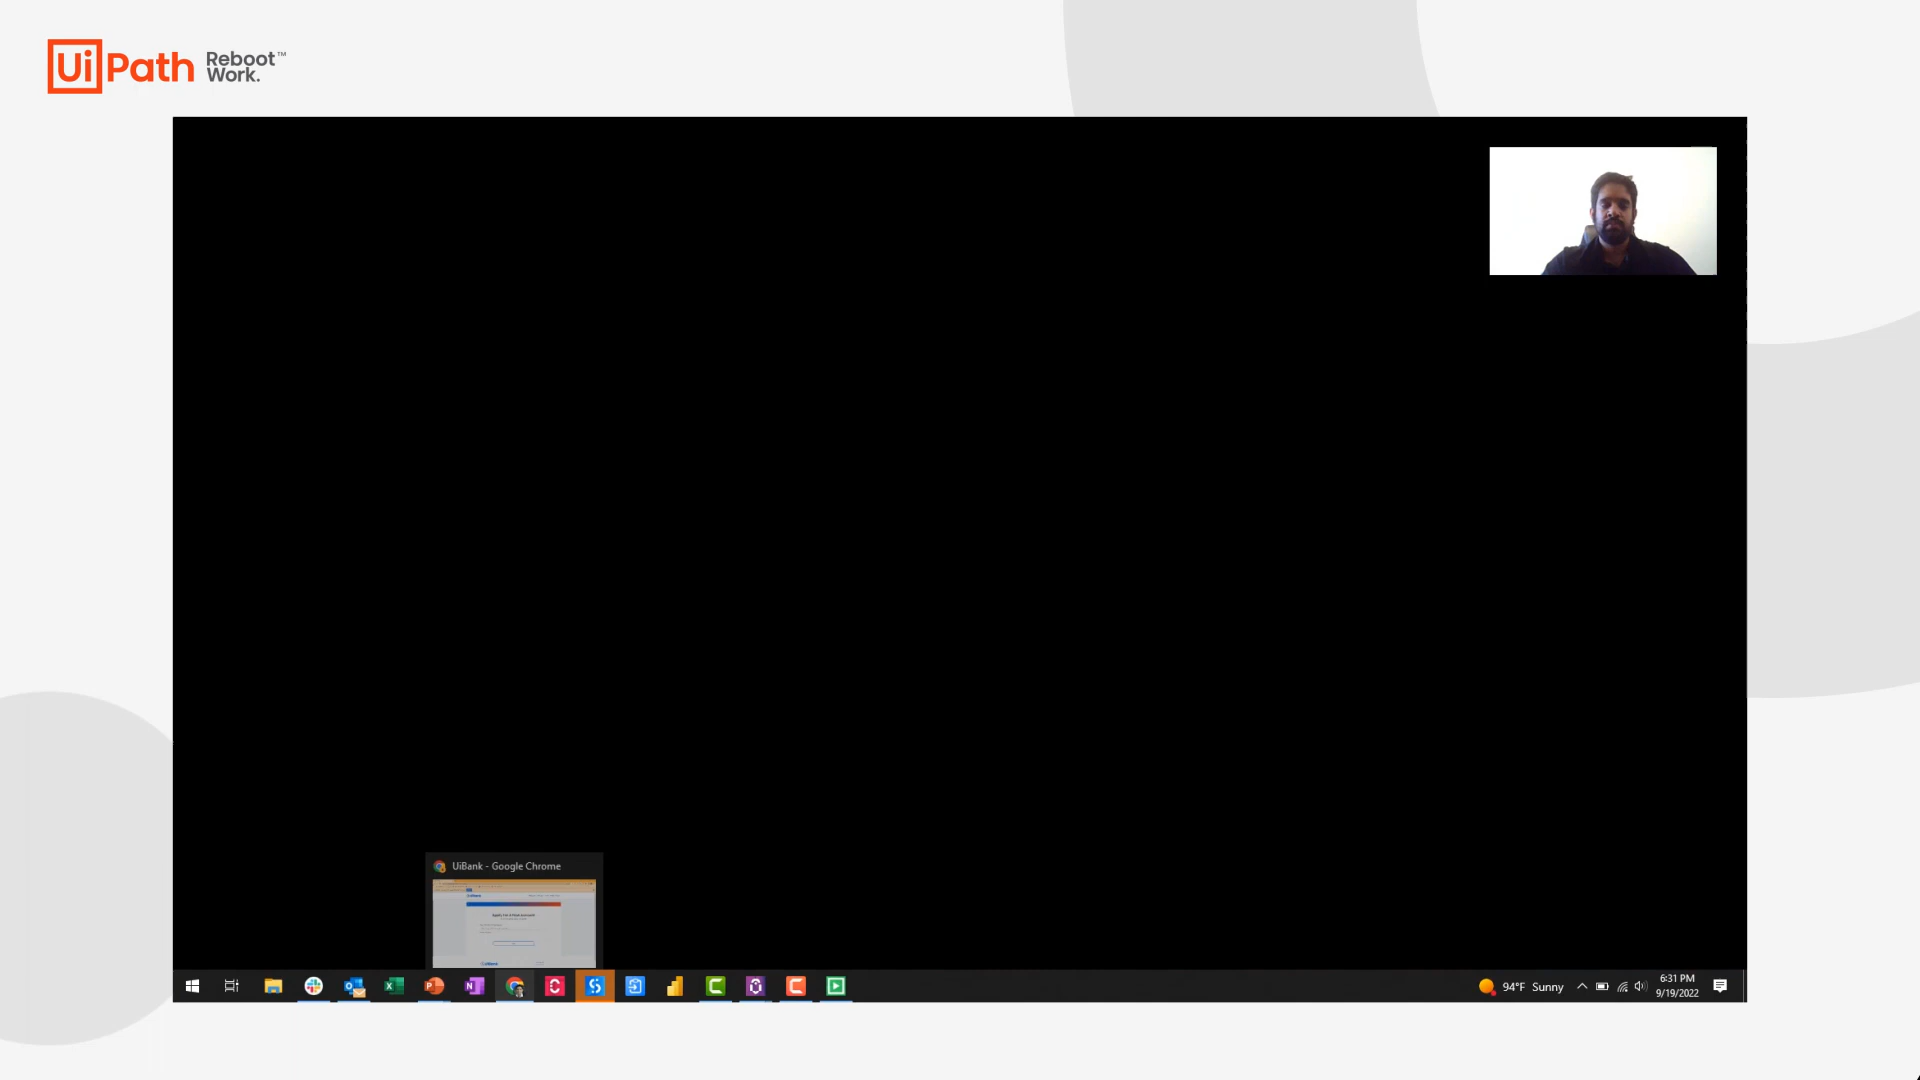 UiPath
Reboot™
Work.
UiBank - Google Chrome
94°F Sunny
6:31 PM
9/19/2022